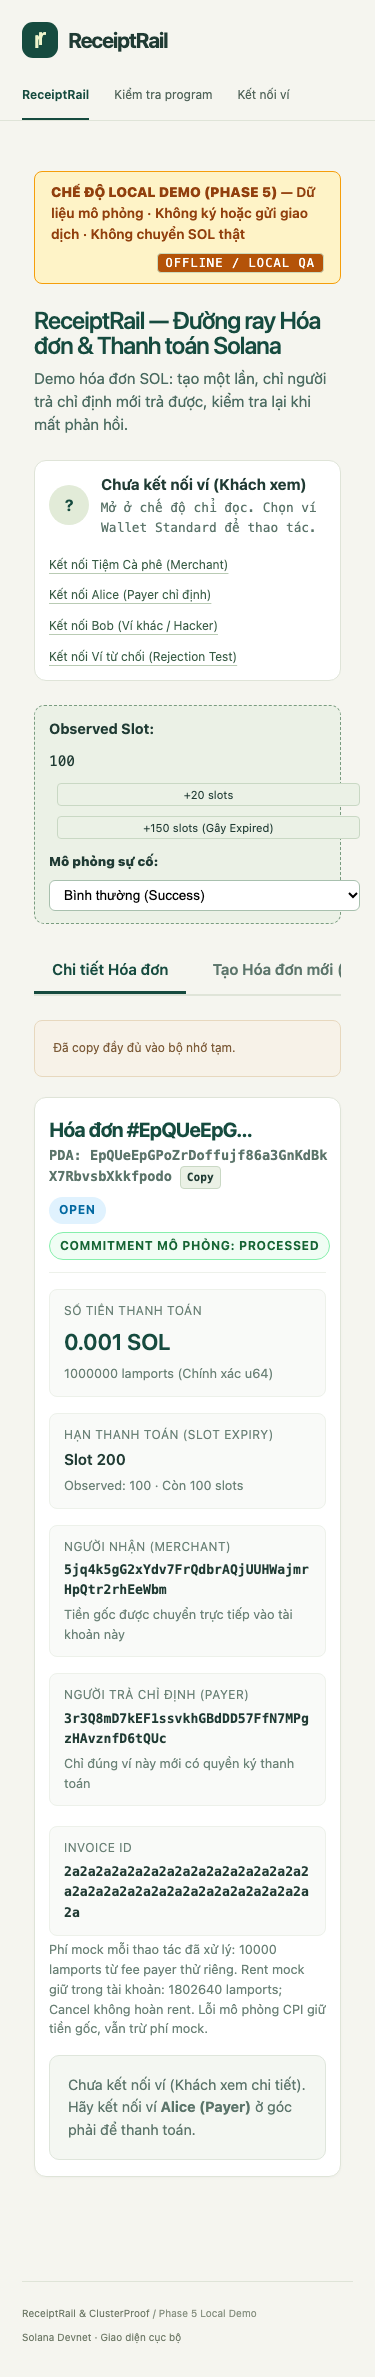 ReceiptRail
ReceiptRail Kiểm tra program Kết nối ví
CHẾ ĐỘ LOCAL DEMO (PHASE 5) — Dữ
liệu mô phỏng · Không ký hoặc gửi giao
dịch · Không chuyển SOL thật
OFFLINE / LOCAL QA
ReceiptRail — Đường ray Hóa
đơn & Thanh toán Solana
Demo hóa đơn SOL: tạo một lần, chỉ người
trả chỉ định mới trả được, kiểm tra lại khi
mất phản hồi.
?
Chưa kết nối ví (Khách xem)
Mở ở chế độ chỉ đọc. Chọn ví
Wallet Standard để thao tác.
Kết nối Tiệm Cà phê (Merchant)
Kết nối Alice (Payer chỉ định)
Kết nối Bob (Ví khác / Hacker)
Kết nối Ví từ chối (Rejection Test)
Observed Slot:
100
+20 slots
+150 slots (Gây Expired)
Mô phỏng sự cố:
Bình thường (Success)
Chi tiết Hóa đơn Tạo Hóa đơn mới (
Đã copy đầy đủ vào bộ nhớ tạm.
Hóa đơn #EpQUeEpG...
PDA: EpQUeEpGPoZrDoffujf86a3GnKdBk
X7RbvsbXkkfpodo Copy
OPEN
COMMITMENT MÔ PHỎNG: PROCESSED
SỐ TIỀN THANH TOÁN
0.001 SOL
1000000 lamports (Chính xác u64)
HẠN THANH TOÁN (SLOT EXPIRY)
Slot 200
Observed: 100 · Còn 100 slots
NGƯỜI NHẬN (MERCHANT)
5jq4k5gG2xYdv7FrQdbrAQjUUHWajmr
HpQtr2rhEeWbm
Tiền gốc được chuyển trực tiếp vào tài
khoản này
NGƯỜI TRẢ CHỈ ĐỊNH (PAYER)
3r3Q8mD7kEF1ssvkhGBdDD57FfN7MPg
zHAvznfD6tQUc
Chỉ đúng ví này mới có quyền ký thanh
toán
INVOICE ID
2a2a2a2a2a2a2a2a2a2a2a2a2a2a2a2
a2a2a2a2a2a2a2a2a2a2a2a2a2a2a2a
2a
Phí mock mỗi thao tác đã xử lý: 10000
lamports từ fee payer thử riêng. Rent mock
giữ trong tài khoản: 1802640 lamports;
Cancel không hoàn rent. Lỗi mô phỏng CPI giữ
tiền gốc, vẫn trừ phí mock.
Chưa kết nối ví (Khách xem chi tiết).
Hãy kết nối ví Alice (Payer) ở góc
phải để thanh toán.
ReceiptRail & ClusterProof / Phase 5 Local Demo
Solana Devnet · Giao diện cục bộ